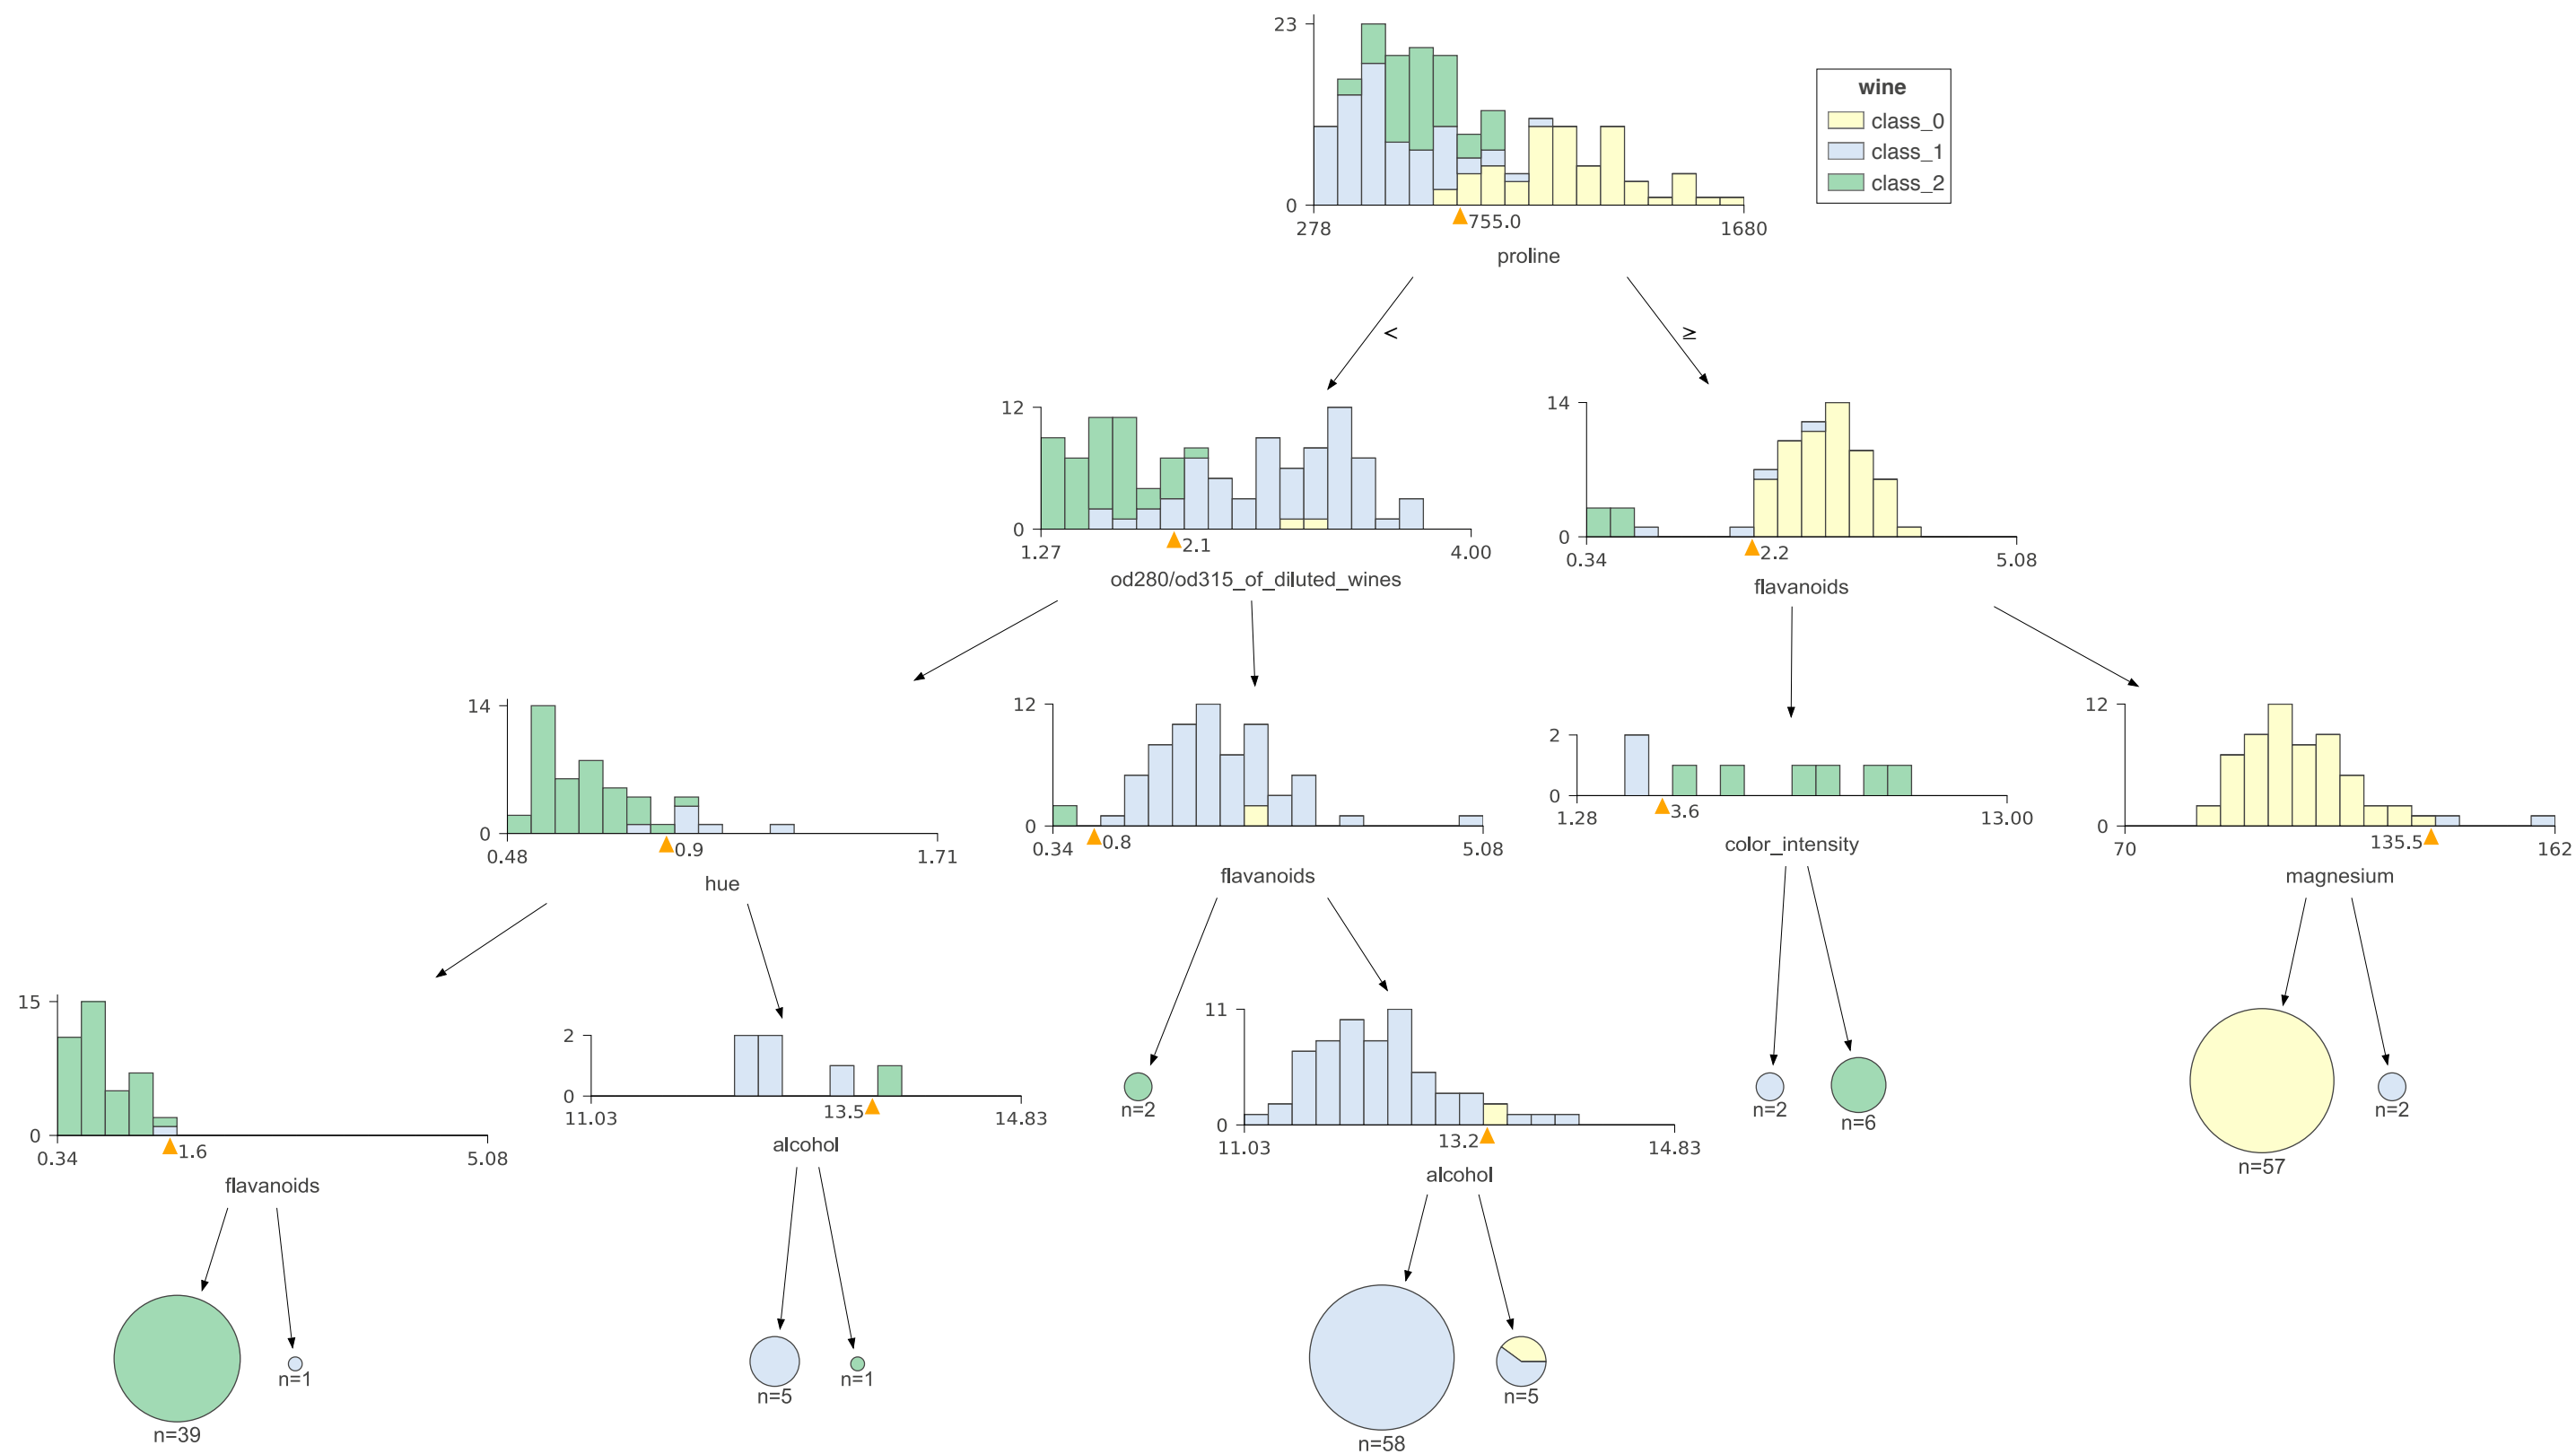 23
wine
class_0
class_1
class_2
0
755.0
278
1680
proline
<
≥
12
0
2.1
1.27
4.00
od280/od315_of_diluted_wines
14
0
2.2
0.34
5.08
flavanoids
14
0
0.9
0.48
1.71
hue
12
0
0.8
0.34
5.08
flavanoids
2
0
3.6
1.28
13.00
color_intensity
12
0
135.5
70
162
magnesium
15
0
1.6
0.34
5.08
flavanoids
2
0
13.5
11.03
14.83
alcohol
n=2
11
0
13.2
11.03
14.83
alcohol
n=2
n=6
n=57
n=2
n=39
n=1
n=5
n=1
n=58
n=5